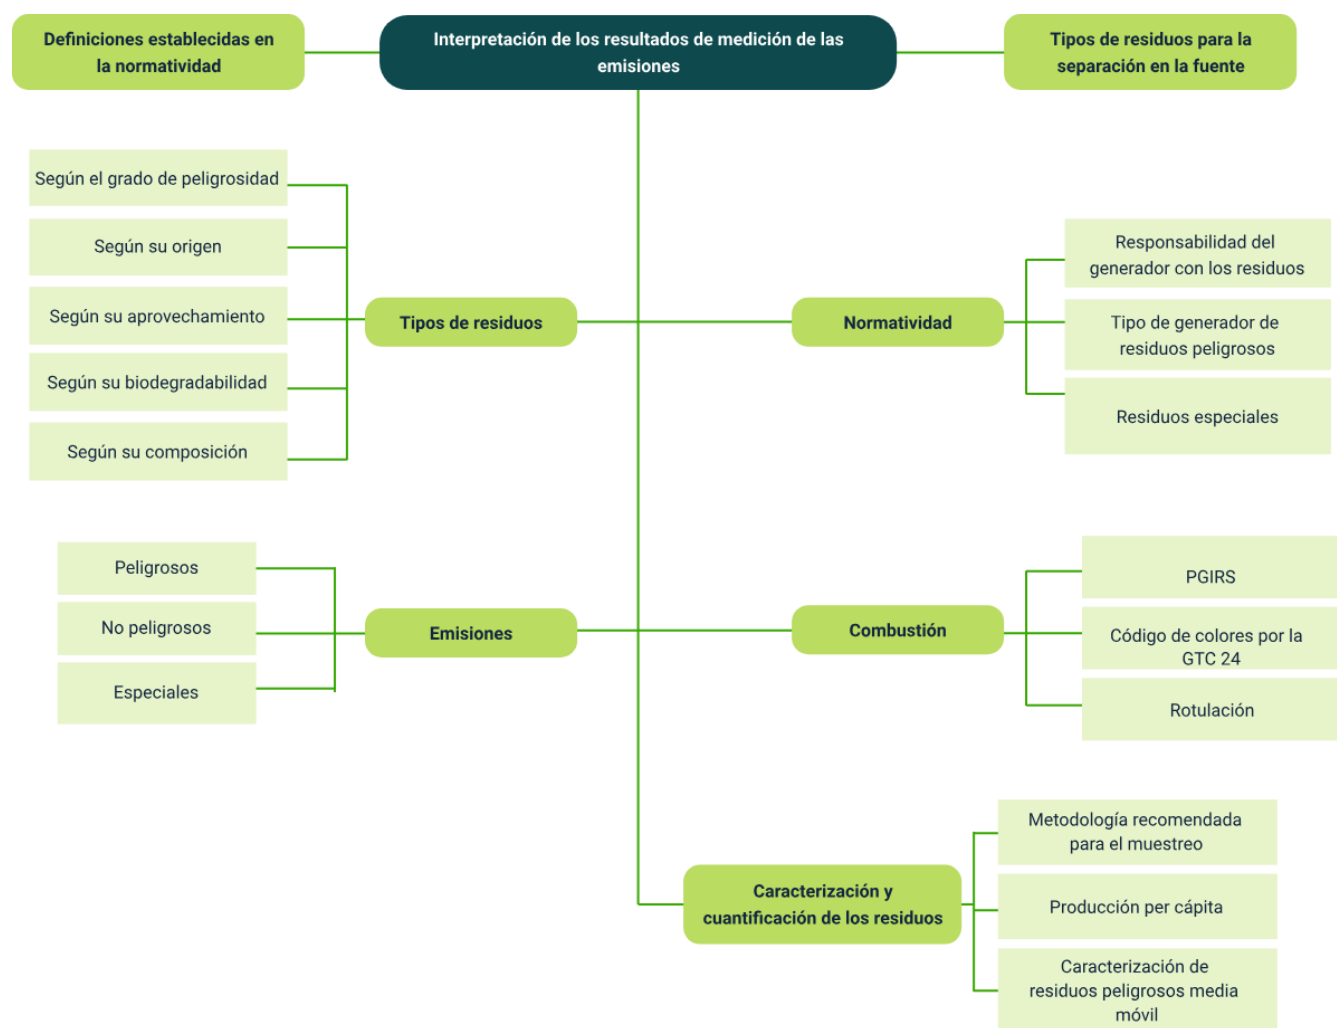 Definiciones establecidas en
la normatividad
Interpretación de los resultados de medición de las
emisiones
Tipos de residuos para la
separación en la fuente
Según el grado de peligrosidad
Según su origen
Según su aprovechamiento
Según su biodegradabilidad
Según su composición
Tipos de residuos
Normatividad
Responsabilidad del
generador con los residuos
Tipo de generador de
residuos peligrosos
Residuos especiales
Peligrosos
No peligrosos
Especiales
Emisiones
Combustión
PGIRS
Código de colores por la
GTC 24
Rotulación
Caracterización y
cuantificación de los residuos
Metodología recomendada
para el muestreo
Producción per cápita
Caracterización de
residuos peligrosos media
móvil